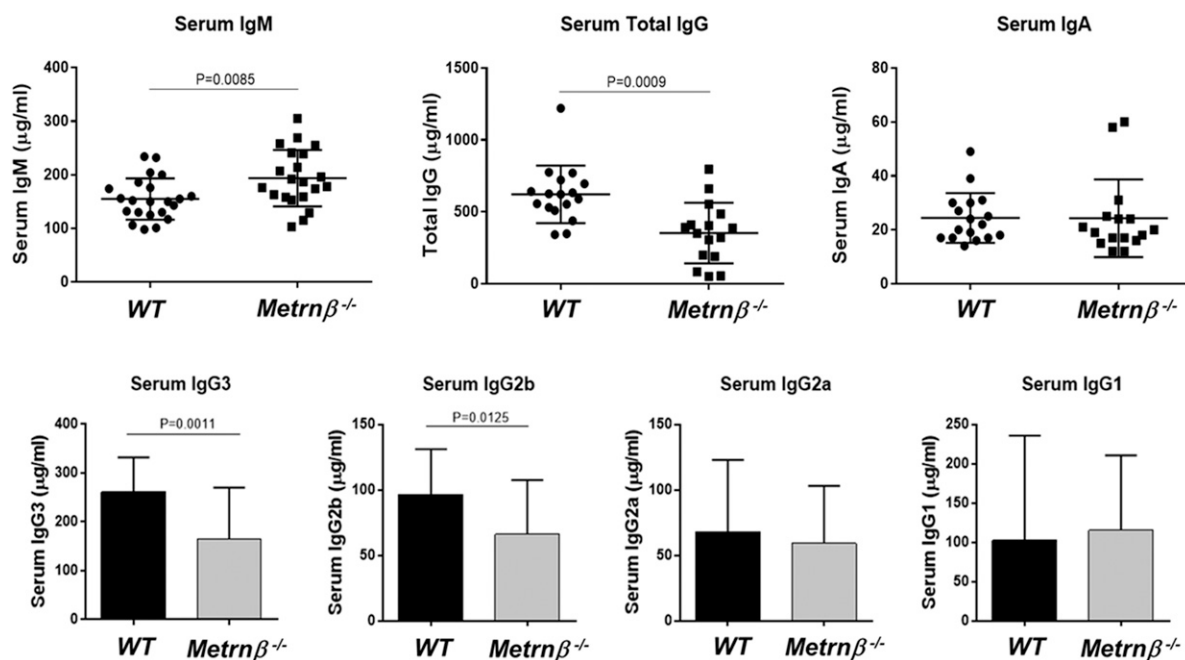 Serum IgM
Serum IgM (μg/ml)
400
300
200
100
0
P=0.0085
WT
Metrnβ-/-
Serum Total IgG
Total IgG (μg/ml)
1500
1000
500
0
P=0.0009
WT
Metrnβ-/-
Serum IgA
Serum IgA (μg/ml)
80
60
40
20
0
WT
Metrnβ-/-
Serum IgG3
Serum IgG3 (μg/ml)
400
300
200
100
0
P=0.0011
WT
Metrnβ-/-
Serum IgG2b
Serum IgG2b (μg/ml)
150
100
50
0
P=0.0125
WT
Metrnβ-/-
Serum IgG2a
Serum IgG2a (μg/ml)
150
100
50
0
WT
Metrnβ-/-
Serum IgG1
Serum IgG1 (μg/ml)
250
200
150
100
50
0
WT
Metrnβ-/-